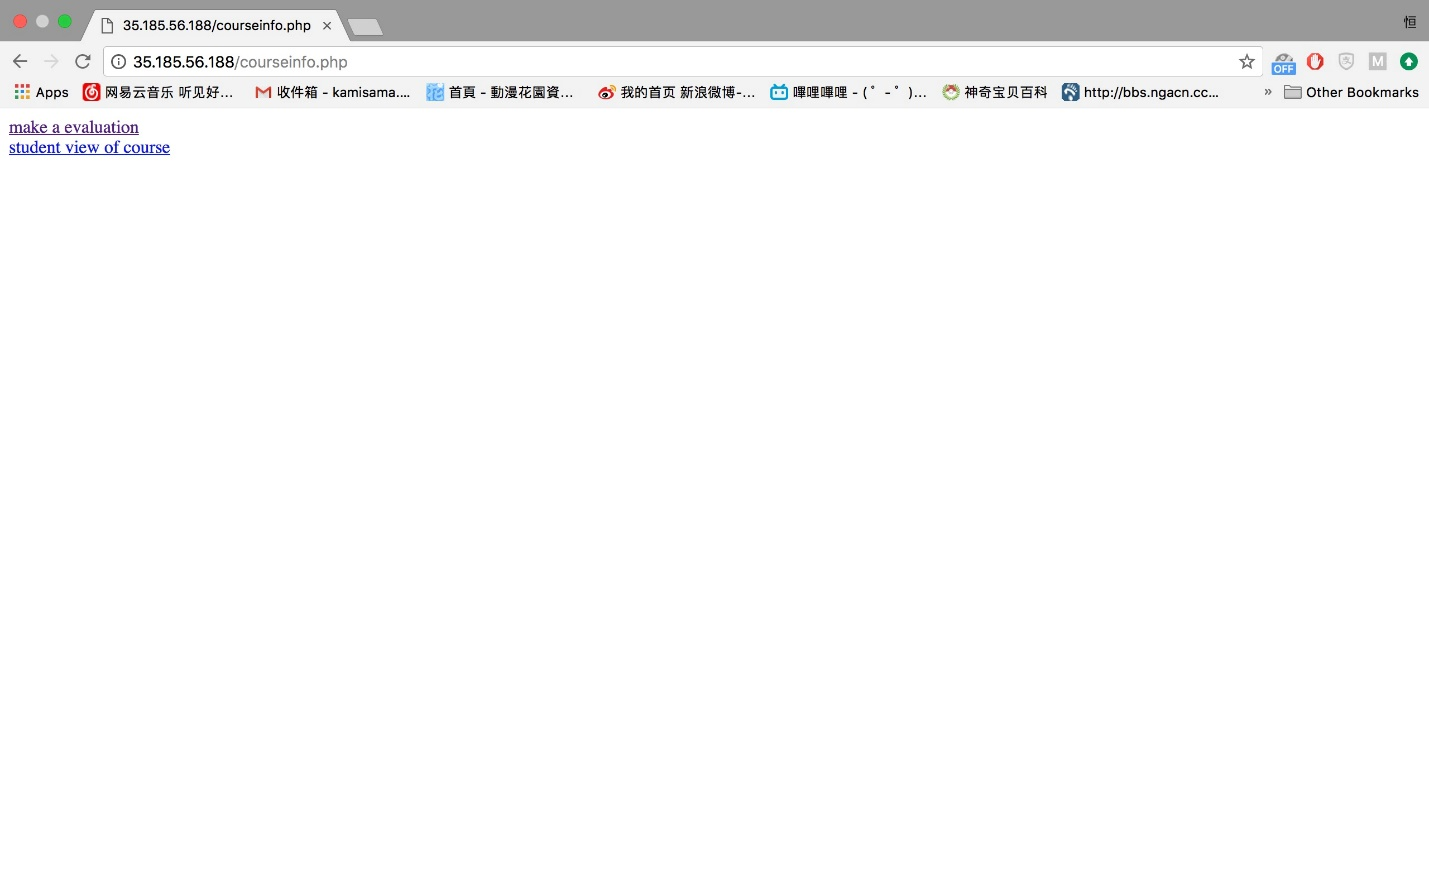 35.185.56.188/courseinfo.php
恒
35.185.56.188/courseinfo.php
OFF
M
Apps 网易云音乐 听见好... 收件箱 - kamisama.... 首頁 - 動漫花園資... 我的首页 新浪微博-... 嗶哩嗶哩 - ( ゜- ゜)... 神奇宝贝百科 http://bbs.ngacn.cc... » Other Bookmarks
make a evaluation
student view of course